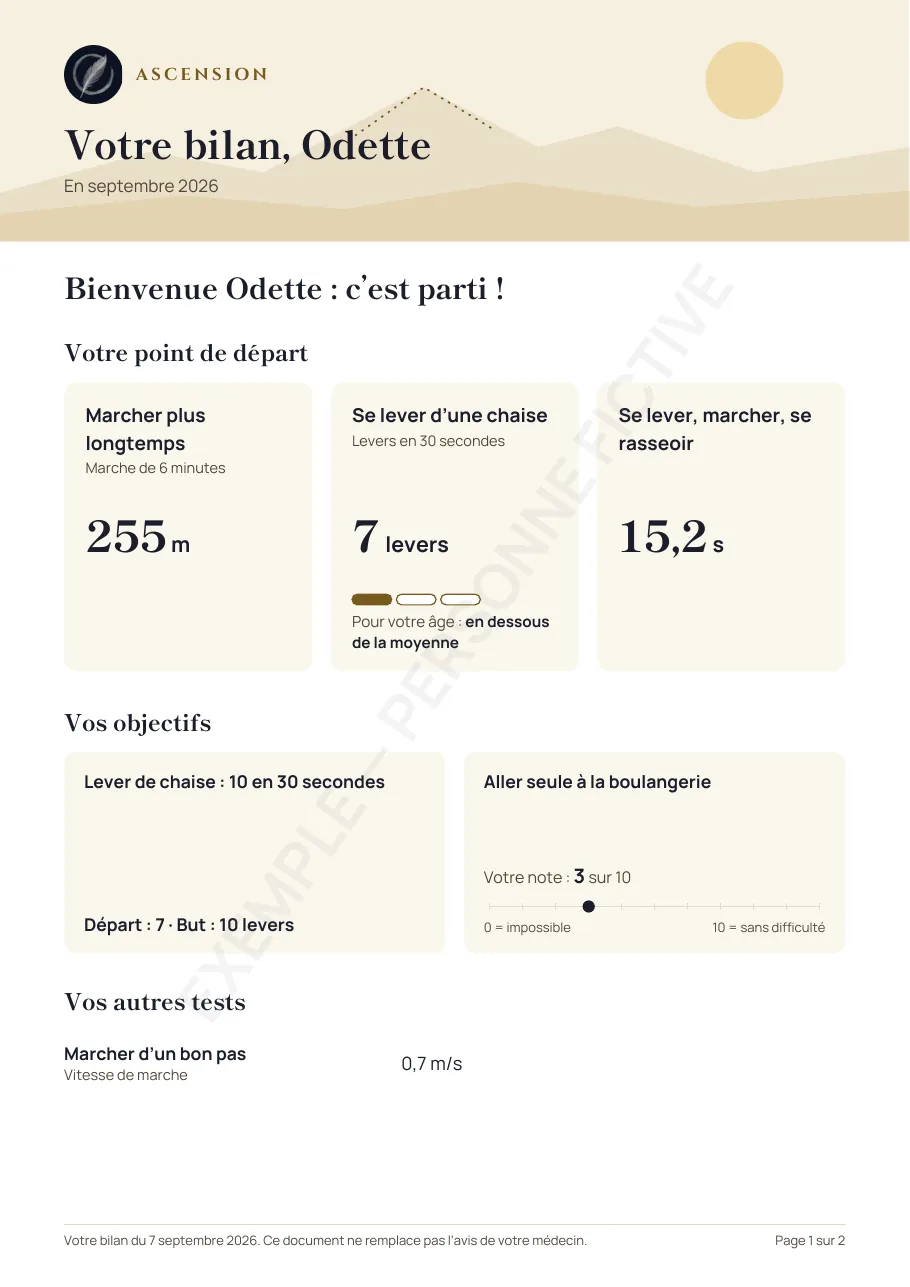 ASCENSION
Votre bilan, Odette
En septembre 2026
Bienvenue Odette : c’est parti !
Votre point de départ
Marcher plus
longtemps
Marche de 6 minutes
255 m
Se lever d’une chaise
Levers en 30 secondes
7 levers
Pour votre âge : en dessous
de la moyenne
Se lever, marcher, se
rasseoir
15,2 s
EXEMPLE — PERSONNE FICTIVE
Vos objectifs
Lever de chaise : 10 en 30 secondes
Départ : 7 · But : 10 levers
Aller seule à la boulangerie
Votre note : 3 sur 10
0 = impossible
10 = sans difficulté
Vos autres tests
Marcher d’un bon pas
Vitesse de marche
0,7 m/s
Votre bilan du 7 septembre 2026. Ce document ne remplace pas l’avis de votre médecin.
Page 1 sur 2